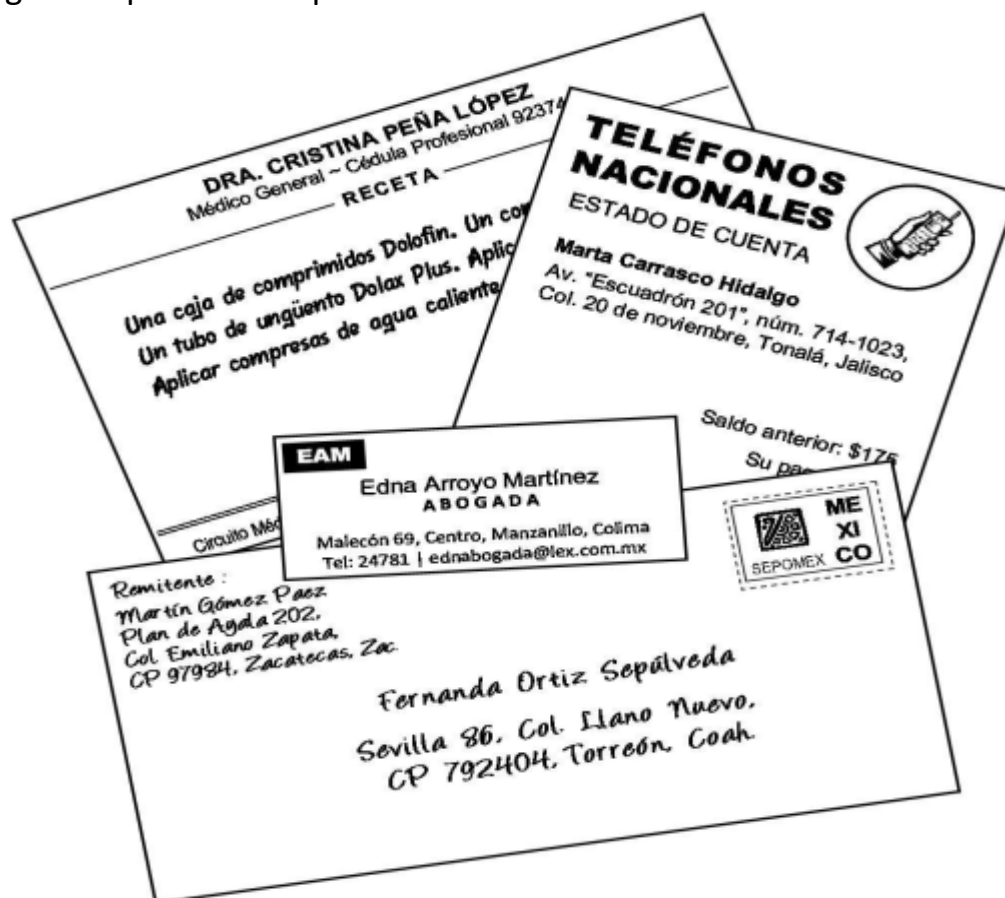 DRA. CRISTINA PEÑA LÓPEZ
Médico General ~ Cédula Profesional 92374
RECETA
Una caja de comprimidos Dolofin. Un
Un tubo de ungüento Dolax Plus.
Aplicar compresas de agua caliente
TELÉFONOS
NACIONALES
ESTADO DE CUENTA
Marta Carrasco Hidalgo
Av. "Escuadrón 201", núm. 714-1023,
Col. 20 de noviembre, Tonalá, Jalisco
Saldo anterior: $175
Su
EAM
Edna Arroyo Martínez
ABOGADA
Malecón 69, Centro, Manzanillo, Colima
Tel: 24781 | ednabogada@lex.com.mx
Circuito
Remitente :
Martín Gómez Paez
Plan de Ayala 202,
Col. Emiliano Zapata,
CP 97984, Zacatecas, Zac.
ME
XI
SEPOMEX CO
Fernanda Ortiz Sepúlveda
Sevilla 86, Col. Llano Nuevo,
CP 792404, Torreón, Coah.